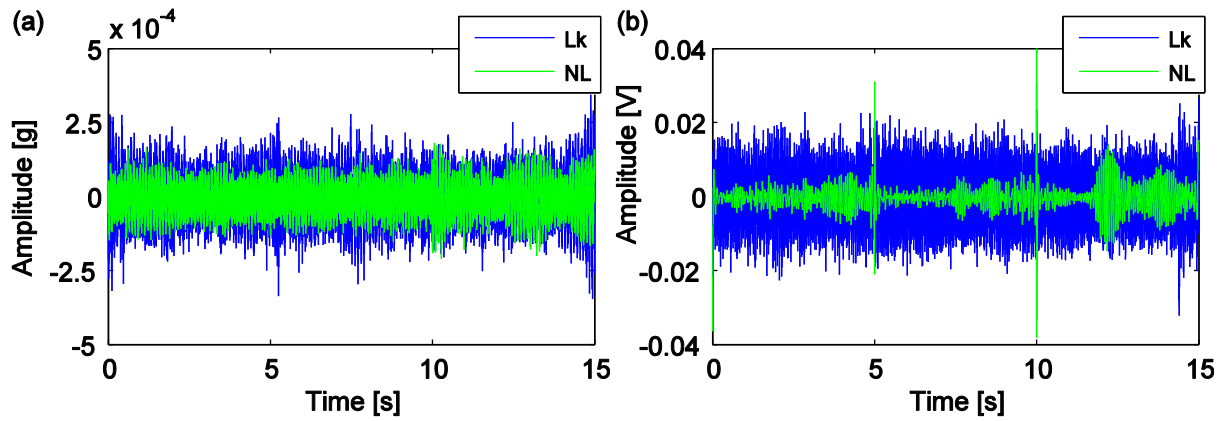 (a)
x 10⁻⁴
Lk
NL
5
2.5
0
-2.5
-5
Amplitude [g]
0 5 10 15
Time [s]
(b)
Lk
NL
0.04
0.02
0
-0.02
-0.04
Amplitude [V]
0 5 10 15
Time [s]